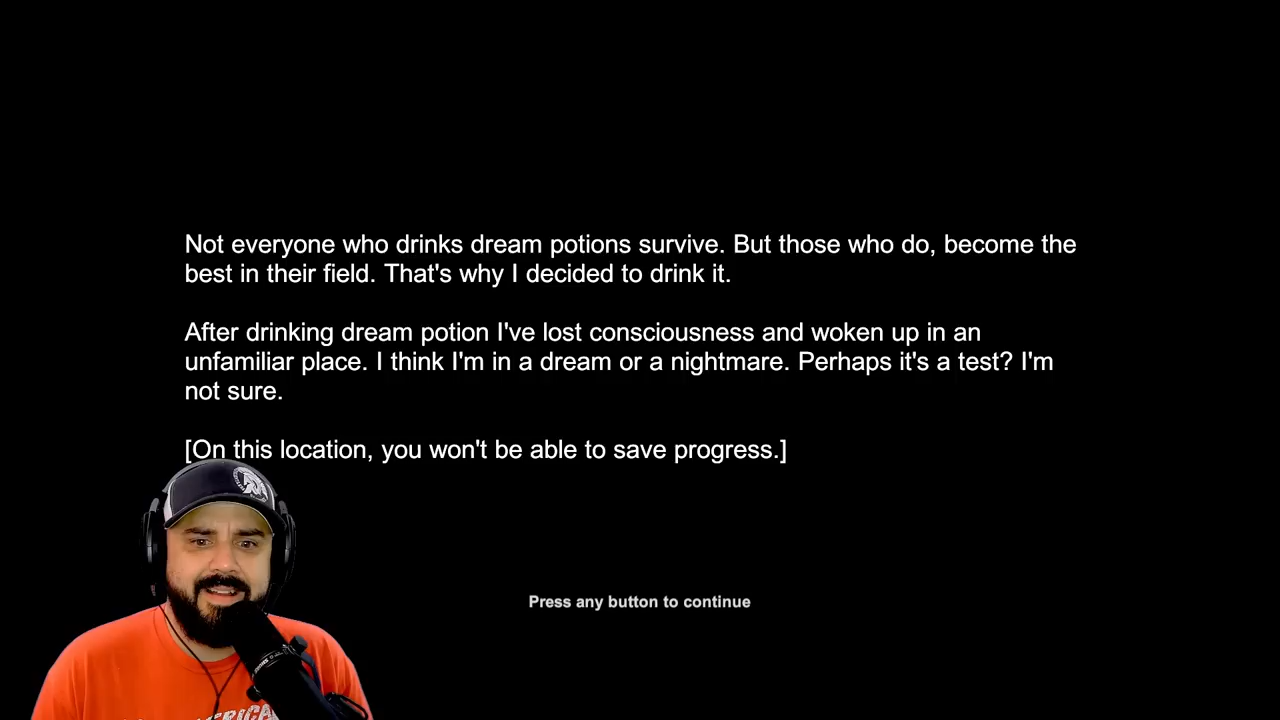 Not everyone who drinks dream potions survive. But those who do, become the
best in their field. That's why I decided to drink it.
After drinking dream potion I've lost consciousness and woken up in an
unfamiliar place. I think I'm in a dream or a nightmare. Perhaps it's a test? I'm
not sure.
[On this location, you won't be able to save progress.]
Press any button to continue